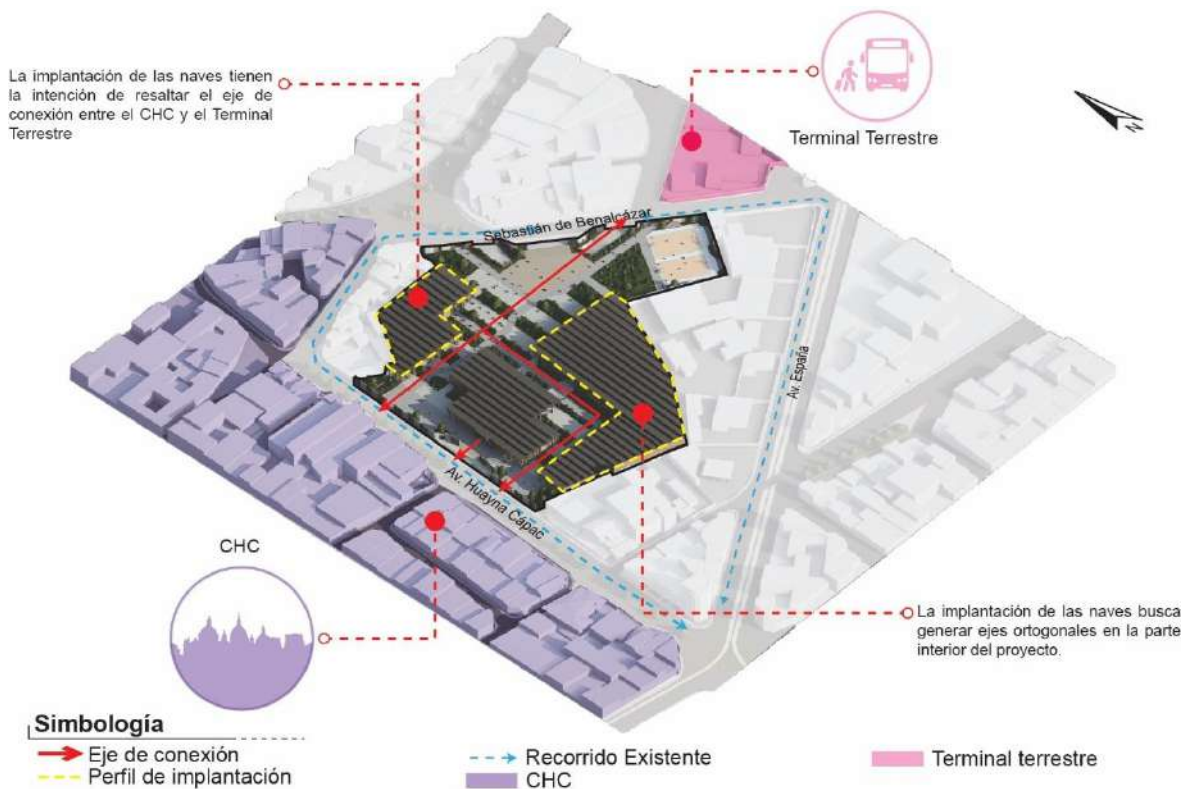 La implantación de las naves tienen
la intención de resaltar el eje de
conexión entre el CHC y el Terminal
Terrestre
Terminal Terrestre
N
Sebastián de Benalcázar
Av. España
Av. Huayna Cápac
CHC
La implantación de las naves busca
generar ejes ortogonales en la parte
interior del proyecto.
Simbología
Eje de conexión
Perfil de implantación
Recorrido Existente
CHC
Terminal terrestre